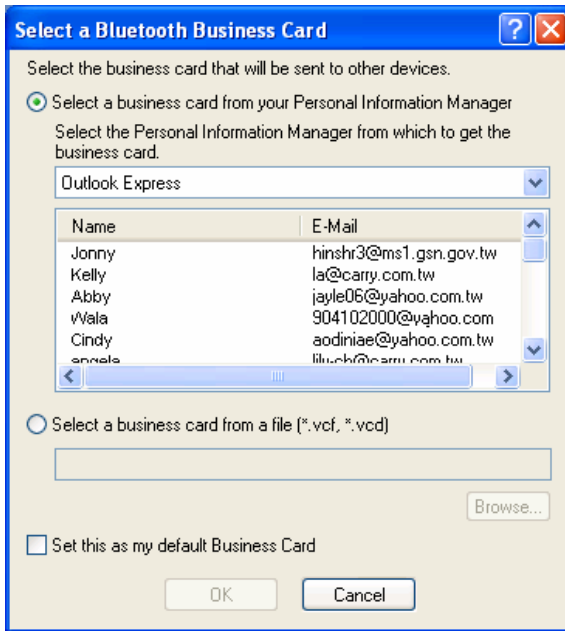 Select a Bluetooth Business Card
Select the business card that will be sent to other devices.
Select a business card from your Personal Information Manager
Select the Personal Information Manager from which to get the
business card.
Outlook Express
Name E-Mail
Jonny hinshr3@ms1.gsn.gov.tw
Kelly la@carry.com.tw
Abby jayle06@yahoo.com.tw
Wala 904102000@yahoo.com
Cindy aodiniae@yahoo.com.tw
angela
Select a business card from a file (*.vcf, *.vcd)
Browse...
Set this as my default Business Card
OK Cancel